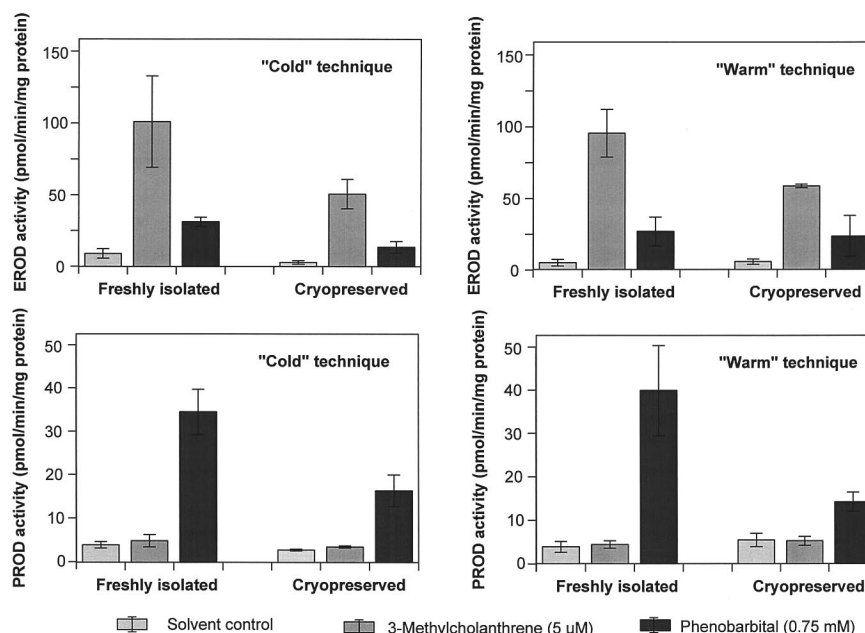 EROD activity (pmol/min/mg protein)
150
100
50
0
"Cold" technique
Freshly isolated
Cryopreserved
EROD activity (pmol/min/mg protein)
150
100
50
0
"Warm" technique
Freshly isolated
Cryopreserved
PROD activity (pmol/min/mg protein)
50
40
30
20
10
0
"Cold" technique
Freshly isolated
Cryopreserved
PROD activity (pmol/min/mg protein)
50
40
30
20
10
0
"Warm" technique
Freshly isolated
Cryopreserved
Solvent control
3-Methylcholanthrene (5 uM)
Phenobarbital (0.75 mM)